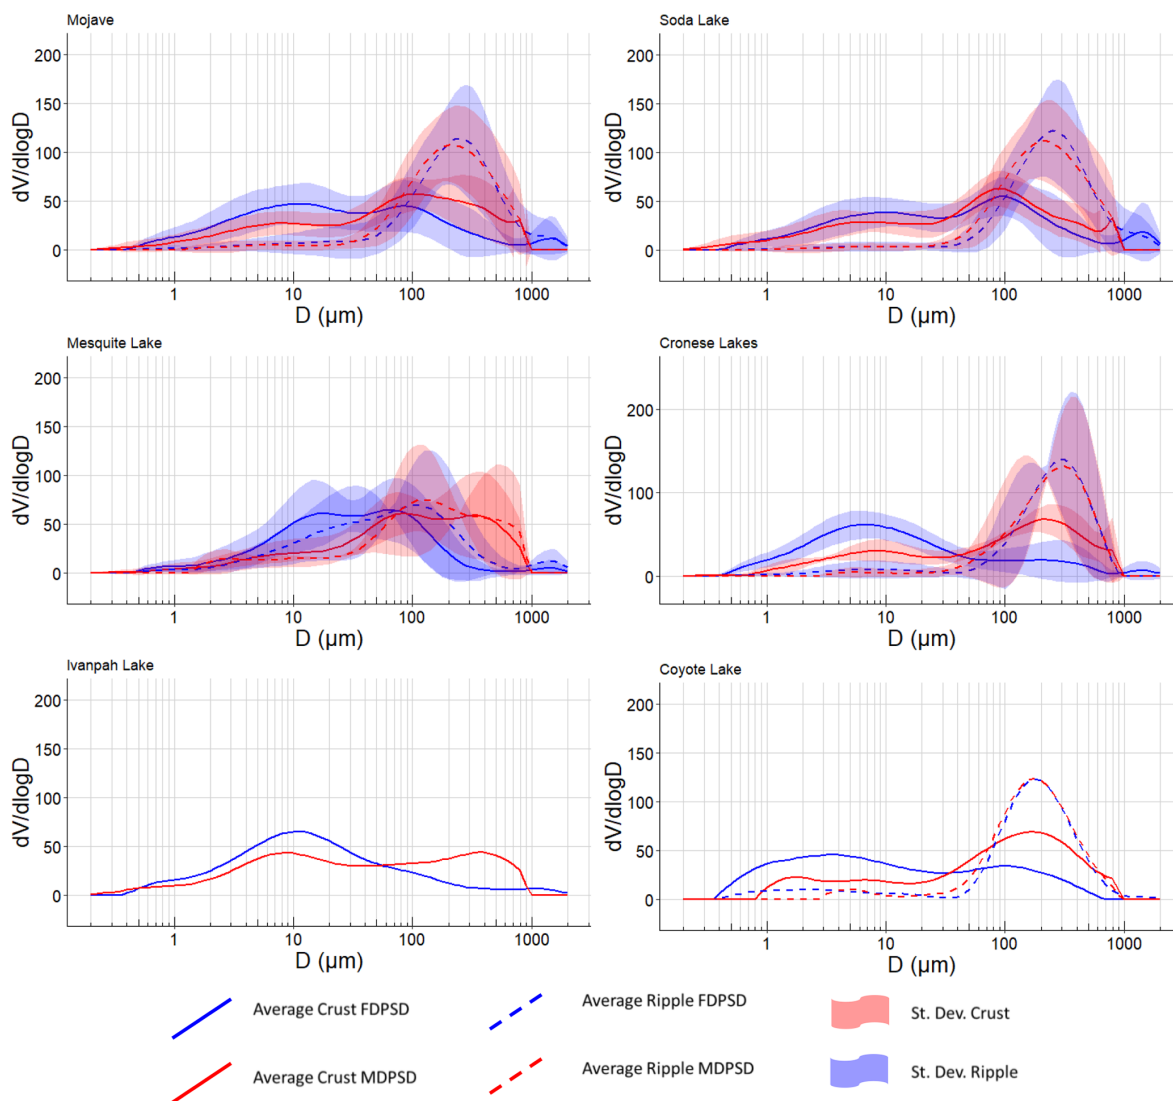 Mojave
200
150
100
50
0
dV/dlogD
1
10
100
1000
D (µm)
Soda Lake
200
150
100
50
0
dV/dlogD
1
10
100
1000
D (µm)
Mesquite Lake
200
150
100
50
0
dV/dlogD
1
10
100
1000
D (µm)
Cronese Lakes
200
100
0
dV/dlogD
1
10
100
1000
D (µm)
Ivanpah Lake
200
150
100
50
0
dV/dlogD
1
10
100
1000
D (µm)
Coyote Lake
200
150
100
50
0
dV/dlogD
1
10
100
1000
D (µm)
Average Crust FDPSD
Average Ripple FDPSD
St. Dev. Crust
Average Crust MDPSD
Average Ripple MDPSD
St. Dev. Ripple